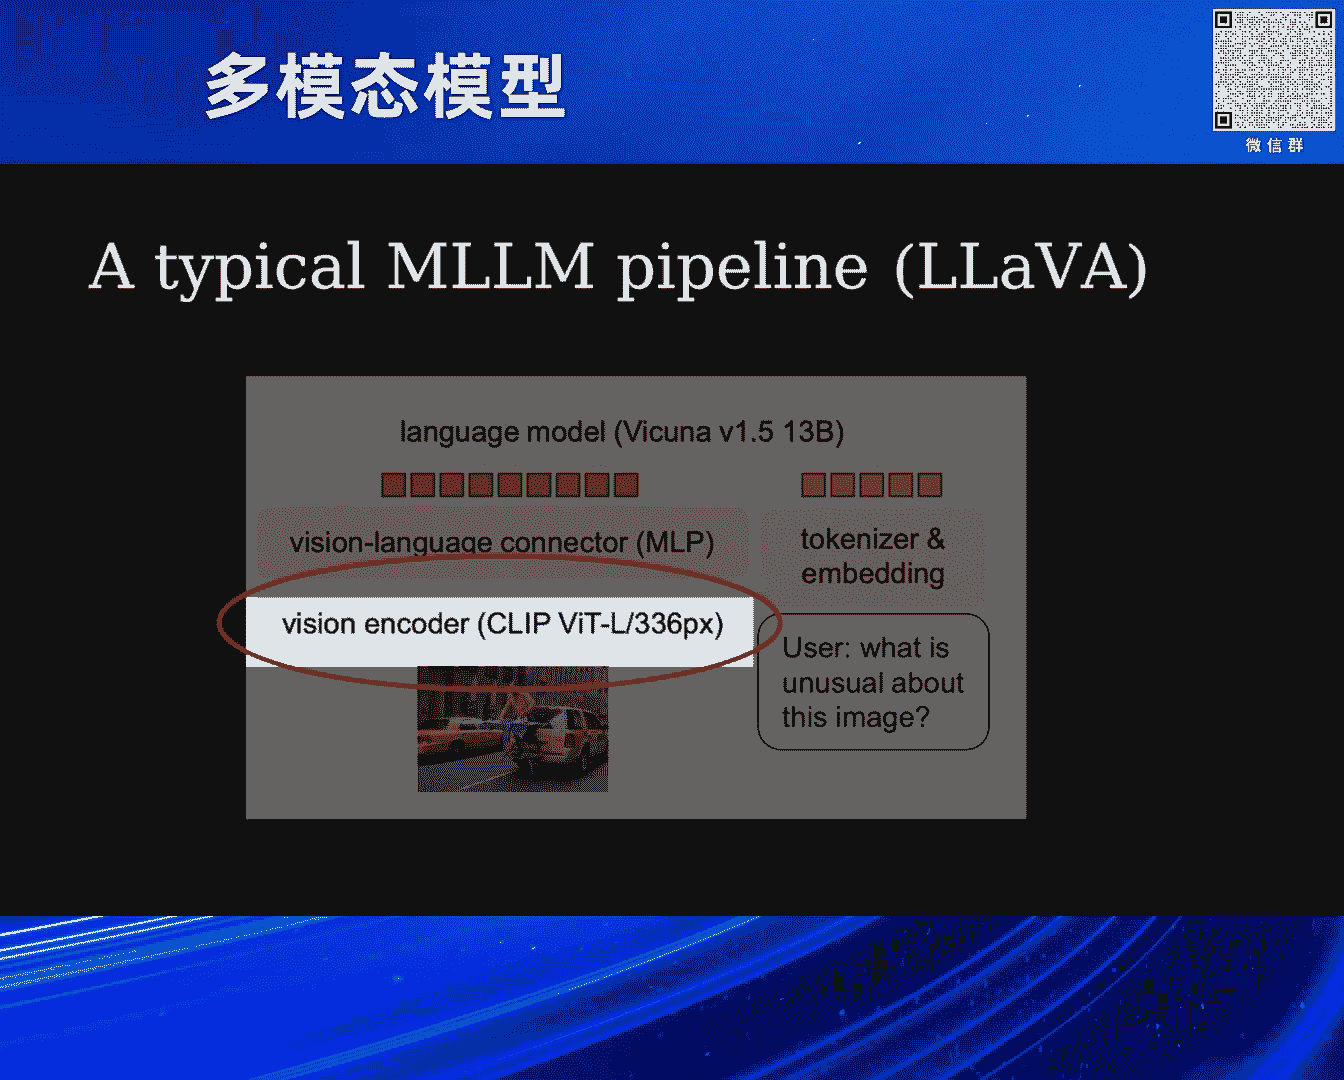 多模态模型
微信群
A typical MLLM pipeline (LLaVA)
language model (Vicuna v1.5 13B)
vision-language connector (MLP)
tokenizer &
embedding
vision encoder (CLIP ViT-L/336px)
User: what is
unusual about
this image?